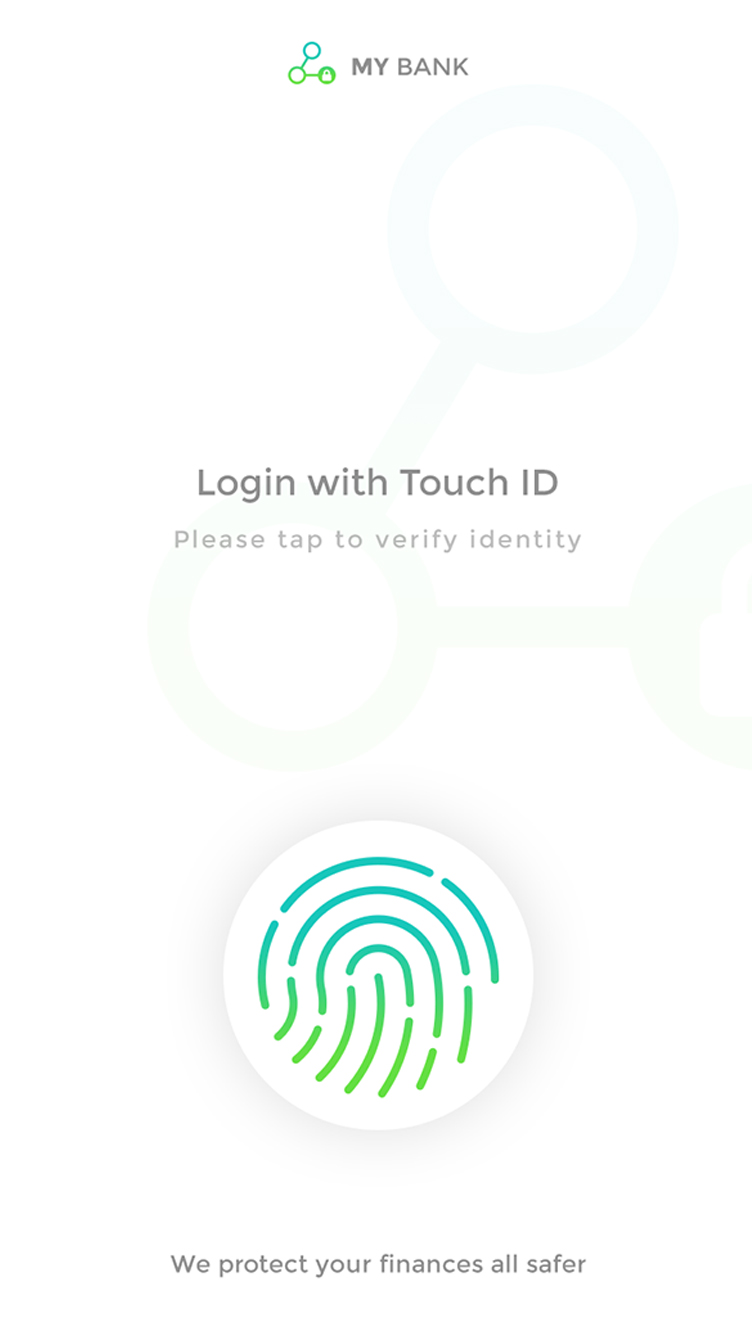 MY BANK
Login with Touch ID
Please tap to verify identity
We protect your finances all safer